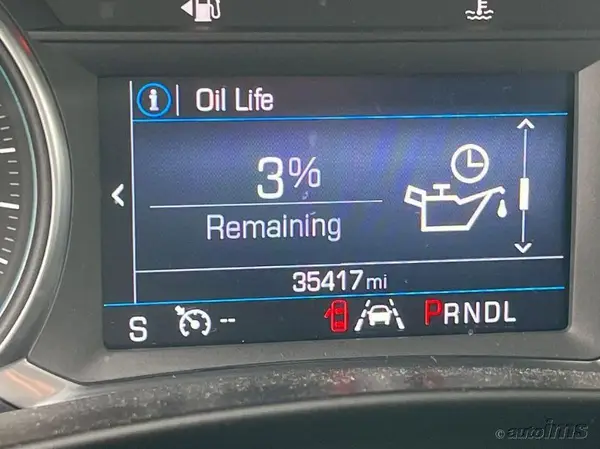 Oil Life
3%
Remaining
35417 mi
S -- PRNDL
© autoims